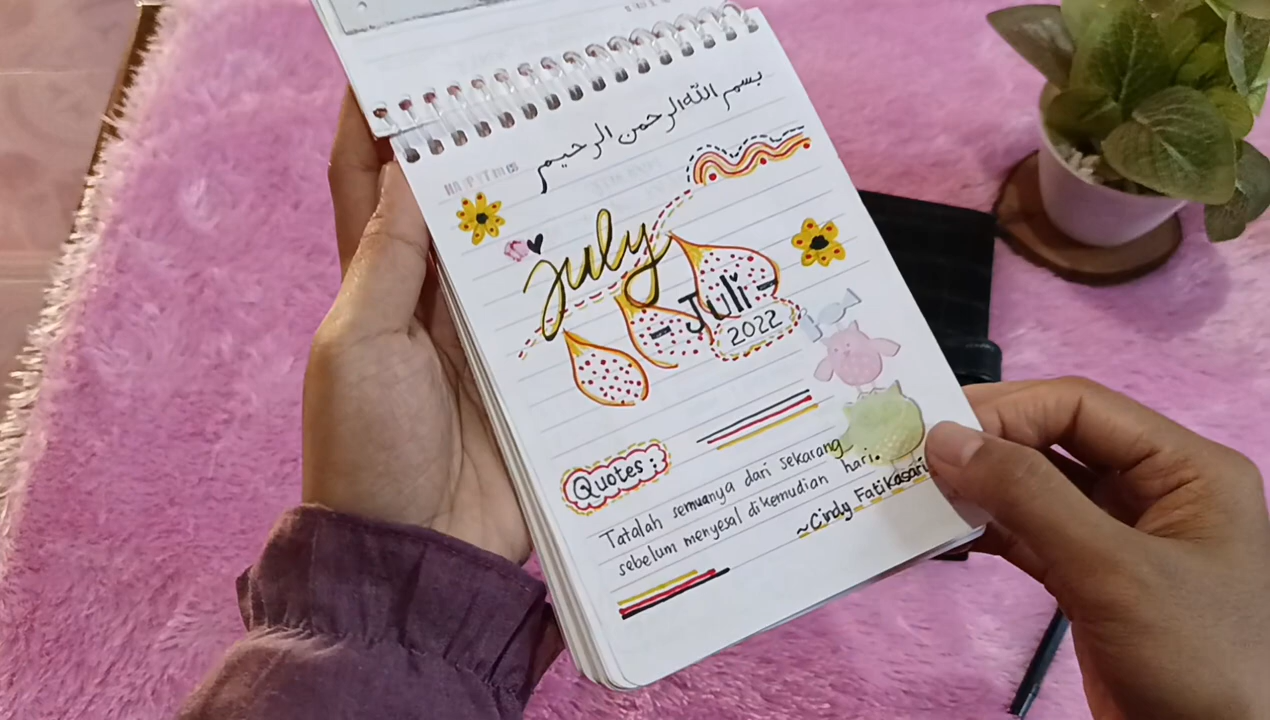 بسم الله الرحمن الرحيم
July
- Juli -
2022
Quotes :
Tatalah semuanya dari sekarang
sebelum menyesal dikemudian hari.
~Cindy Fatikasari